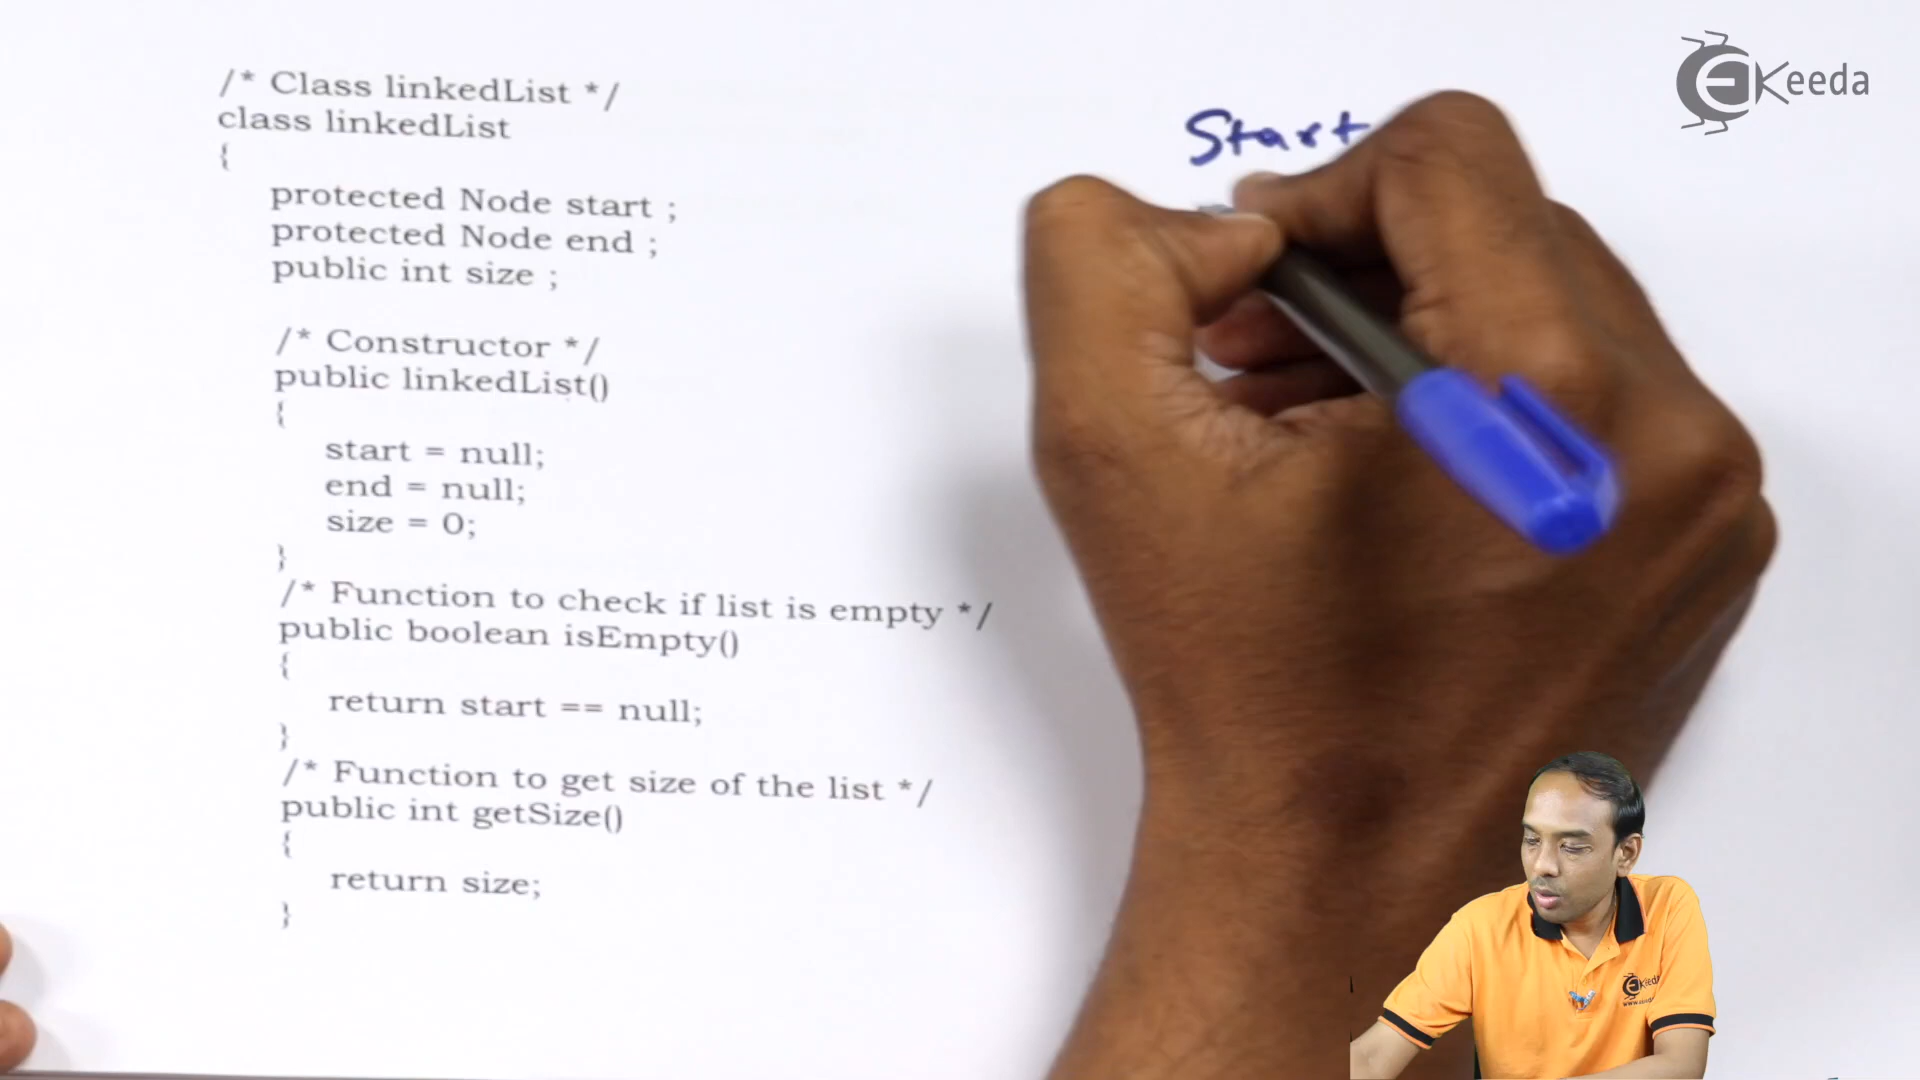 /* Class linkedList */
class linkedList
{
protected Node start ;
protected Node end ;
public int size ;
/* Constructor */
public linkedList()
{
start = null;
end = null;
size = 0;
}
/* Function to check if list is empty */
public boolean isEmpty()
{
return start == null;
}
/* Function to get size of the list */
public int getSize()
{
return size;
}
Start
EKeeda